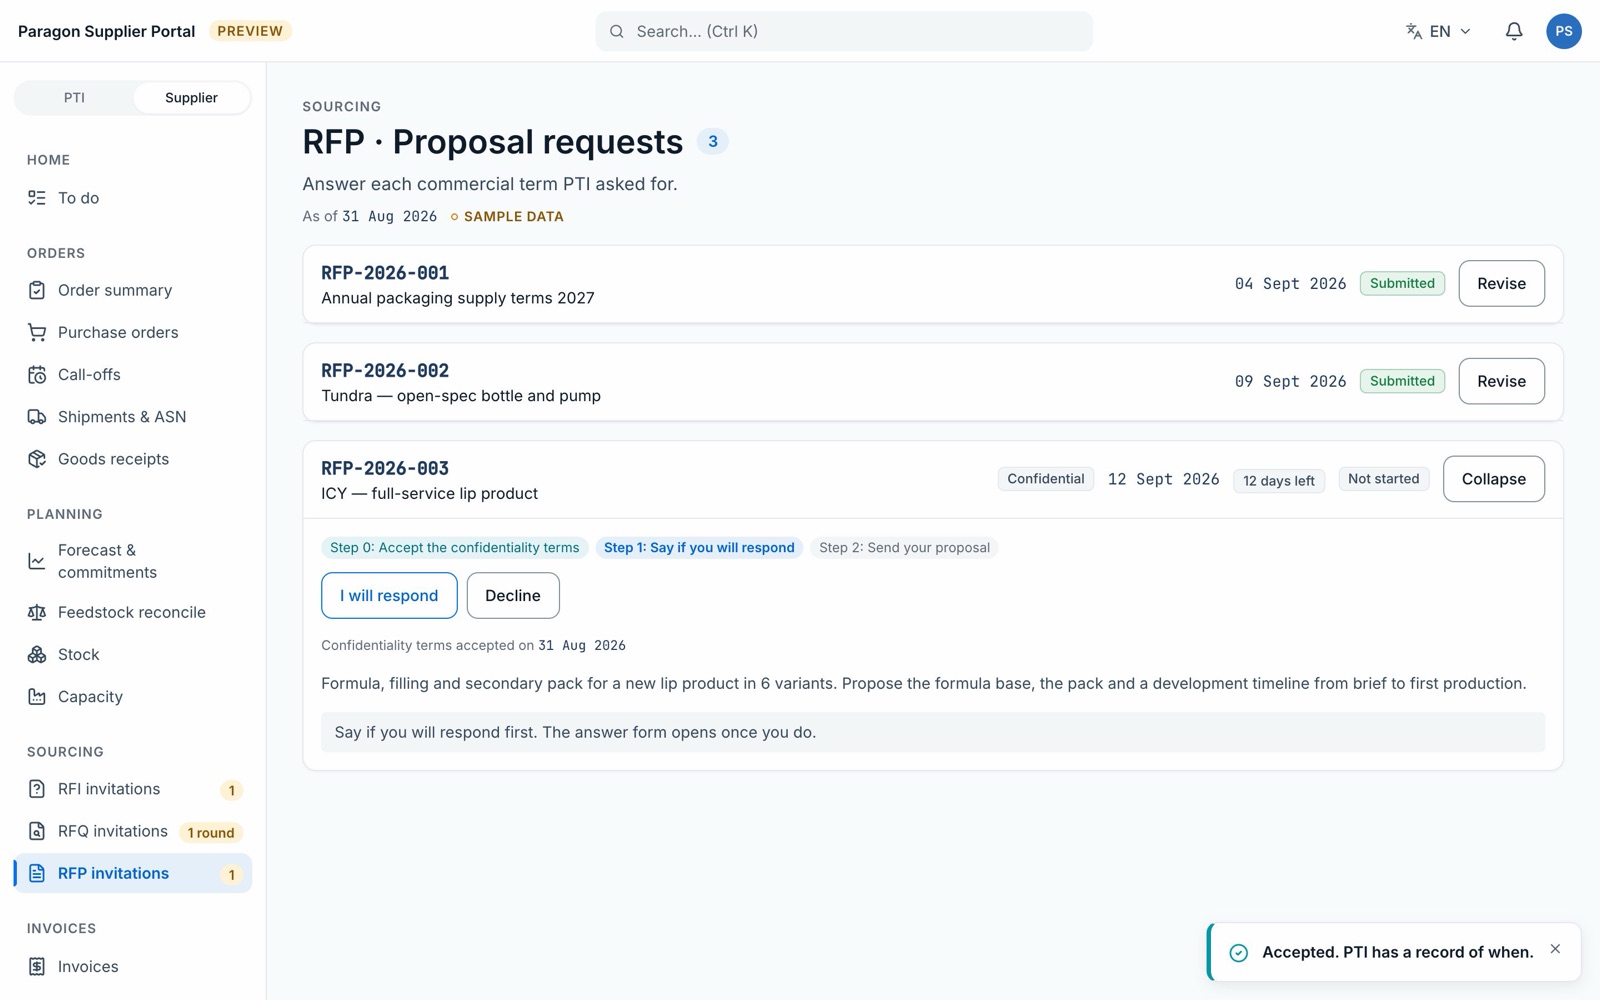 Paragon Supplier Portal
PREVIEW
Search... (Ctrl K)
EN
PS
PTI
Supplier
HOME
To do
ORDERS
Order summary
Purchase orders
Call-offs
Shipments & ASN
Goods receipts
PLANNING
Forecast &
commitments
Feedstock reconcile
Stock
Capacity
SOURCING
RFI invitations 1
RFQ invitations 1 round
RFP invitations 1
INVOICES
Invoices
SOURCING
RFP · Proposal requests 3
Answer each commercial term PTI asked for.
As of 31 Aug 2026 SAMPLE DATA
RFP-2026-001
Annual packaging supply terms 2027
04 Sept 2026 Submitted Revise
RFP-2026-002
Tundra — open-spec bottle and pump
09 Sept 2026 Submitted Revise
RFP-2026-003
ICY — full-service lip product
Confidential 12 Sept 2026 12 days left Not started Collapse
Step 0: Accept the confidentiality terms Step 1: Say if you will respond Step 2: Send your proposal
I will respond Decline
Confidentiality terms accepted on 31 Aug 2026
Formula, filling and secondary pack for a new lip product in 6 variants. Propose the formula base, the pack and a development timeline from brief to first production.
Say if you will respond first. The answer form opens once you do.
Accepted. PTI has a record of when.